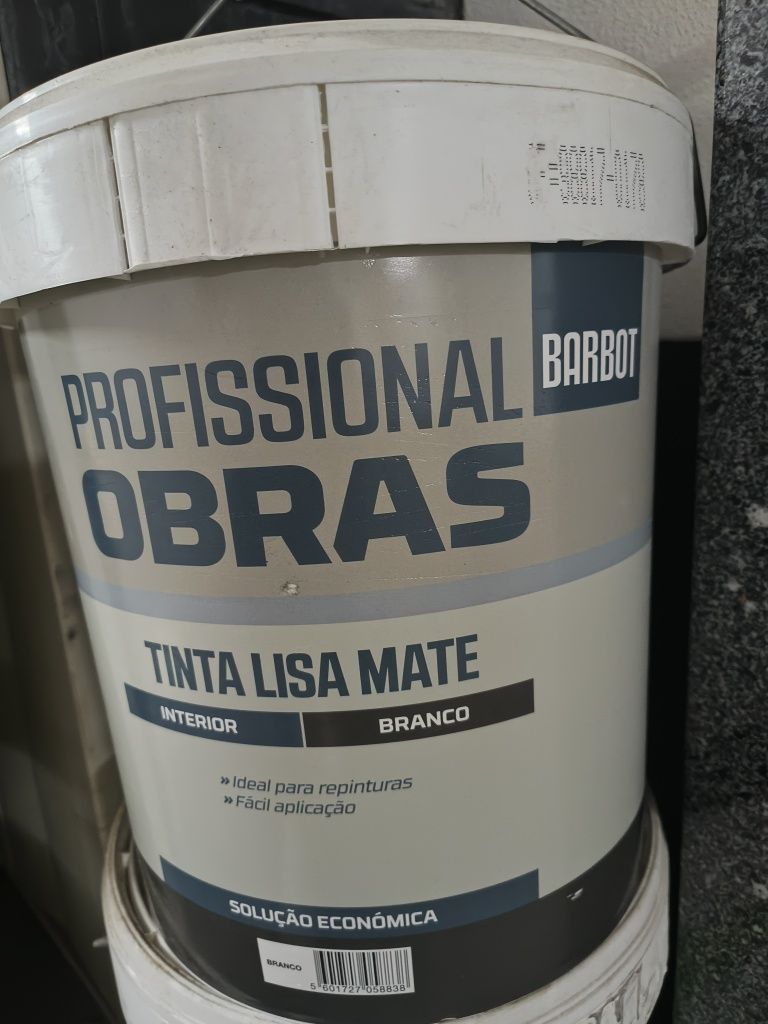 BARBOT
PROFISSIONAL
OBRAS
TINTA LISA MATE
INTERIOR
BRANCO
» Ideal para repinturas
» Fácil aplicação
SOLUÇÃO ECONÓMICA
BRANCO
5 601727 058838